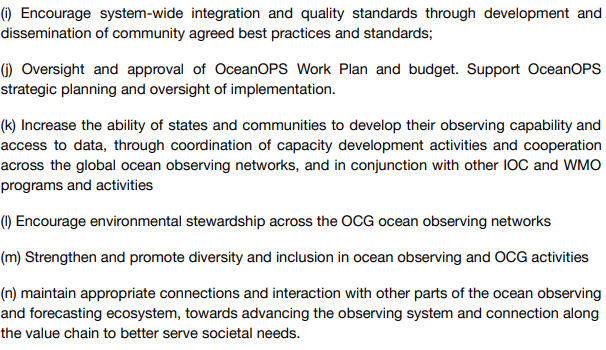 (i) Encourage system-wide integration and quality standards through development and
dissemination of community agreed best practices and standards;
(j) Oversight and approval of OceanOPS Work Plan and budget. Support OceanOPS
strategic planning and oversight of implementation.
(k) Increase the ability of states and communities to develop their observing capability and
access to data, through coordination of capacity development activities and cooperation
across the global ocean observing networks, and in conjunction with other IOC and WMO
programs and activities
(l) Encourage environmental stewardship across the OCG ocean observing networks
(m) Strengthen and promote diversity and inclusion in ocean observing and OCG activities
(n) maintain appropriate connections and interaction with other parts of the ocean observing
and forecasting ecosystem, towards advancing the observing system and connection along
the value chain to better serve societal needs.